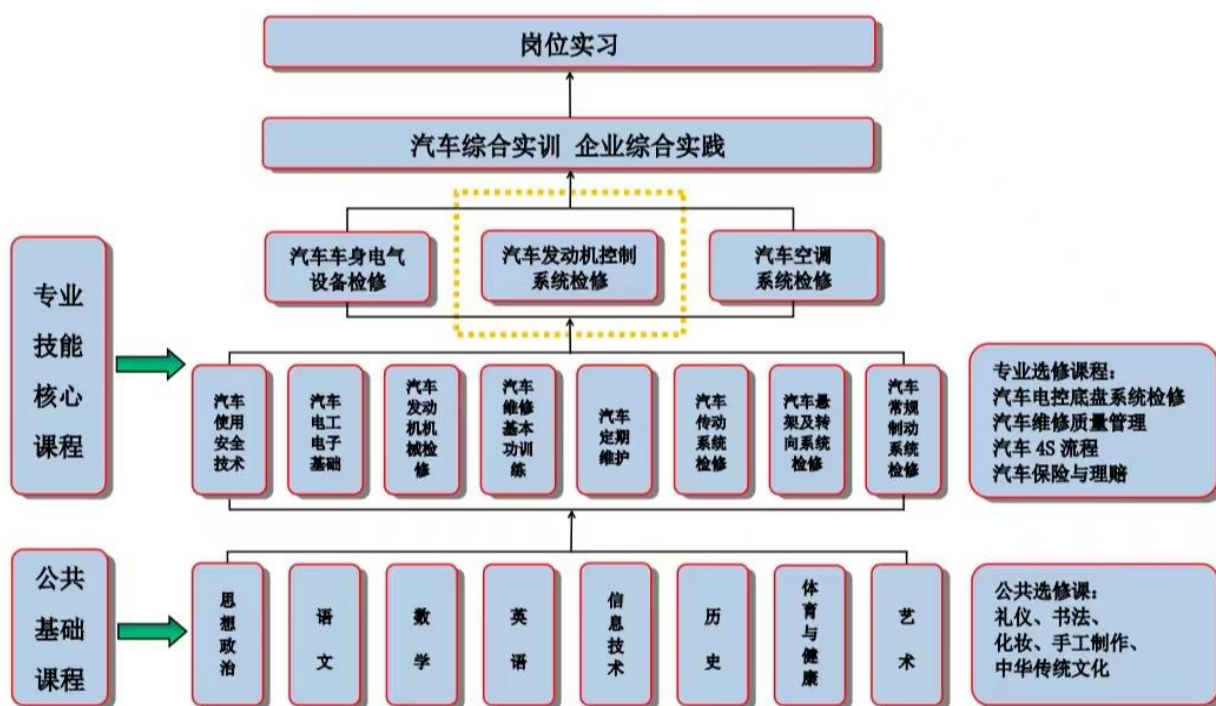 岗位实习
汽车综合实训 企业综合实践
汽车车身电气
设备检修
汽车发动机控制
系统检修
汽车空调
系统检修
专业
技能
核心
课程
汽车
使用
安全
技术
汽车
电工
电子
基础
汽车
发动
机机
械检
修
汽车
维修
基本
功训
练
汽车
定期
维护
汽车
传动
系统
检修
汽车悬
架及转
向系统
检修
汽车
常规
制动系
统检修
专业选修课程：
汽车电控底盘系统检修
汽车维修质量管理
汽车 4S 流程
汽车保险与理赔
公共
基础
课程
思想政治
语文
数学
英语
信息技术
历史
体育与健康
艺术
公共选修课：
礼仪、书法、
化妆、手工制作、
中华传统文化